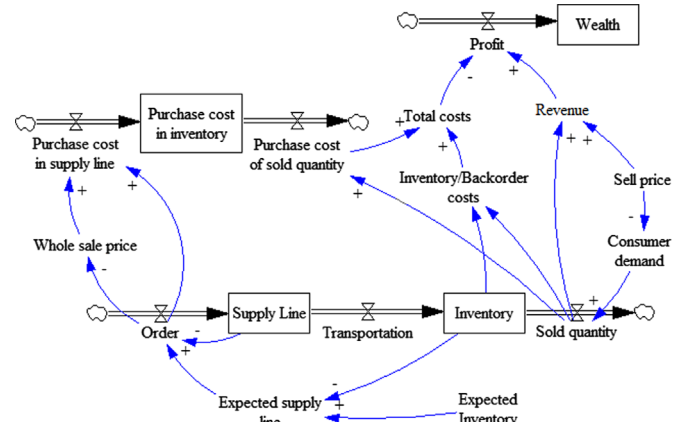 Wealth
Profit
-
+
Purchase cost
in inventory
Total costs
Revenue
+
+
+
+
Purchase cost
in supply line
Purchase cost
of sold quantity
+
+
+
Inventory/Backorder
costs
Sell price
-
Consumer
demand
Whole sale price
-
Supply Line
Inventory
+
Order
-
+
Transportation
Sold quantity
-
+
Expected supply
line
Expected
Inventory